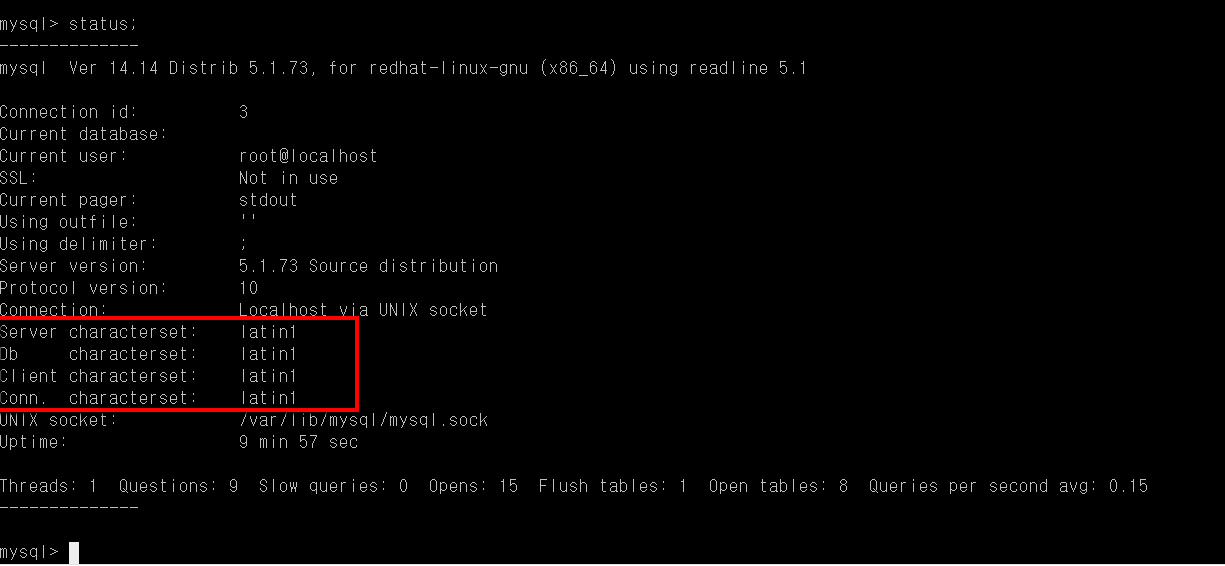 mysql> status;
--------------
mysql  Ver 14.14 Distrib 5.1.73, for redhat-linux-gnu (x86_64) using readline 5.1

Connection id:          3
Current database:
Current user:           root@localhost
SSL:                    Not in use
Current pager:          stdout
Using outfile:          ''
Using delimiter:        ;
Server version:         5.1.73 Source distribution
Protocol version:       10
Connection:             Localhost via UNIX socket
Server characterset:    latin1
Db     characterset:    latin1
Client characterset:    latin1
Conn.  characterset:    latin1
UNIX socket:            /var/lib/mysql/mysql.sock
Uptime:                 9 min 57 sec

Threads: 1  Questions: 9  Slow queries: 0  Opens: 15  Flush tables: 1  Open tables: 8  Queries per second avg: 0.15
--------------

mysql>